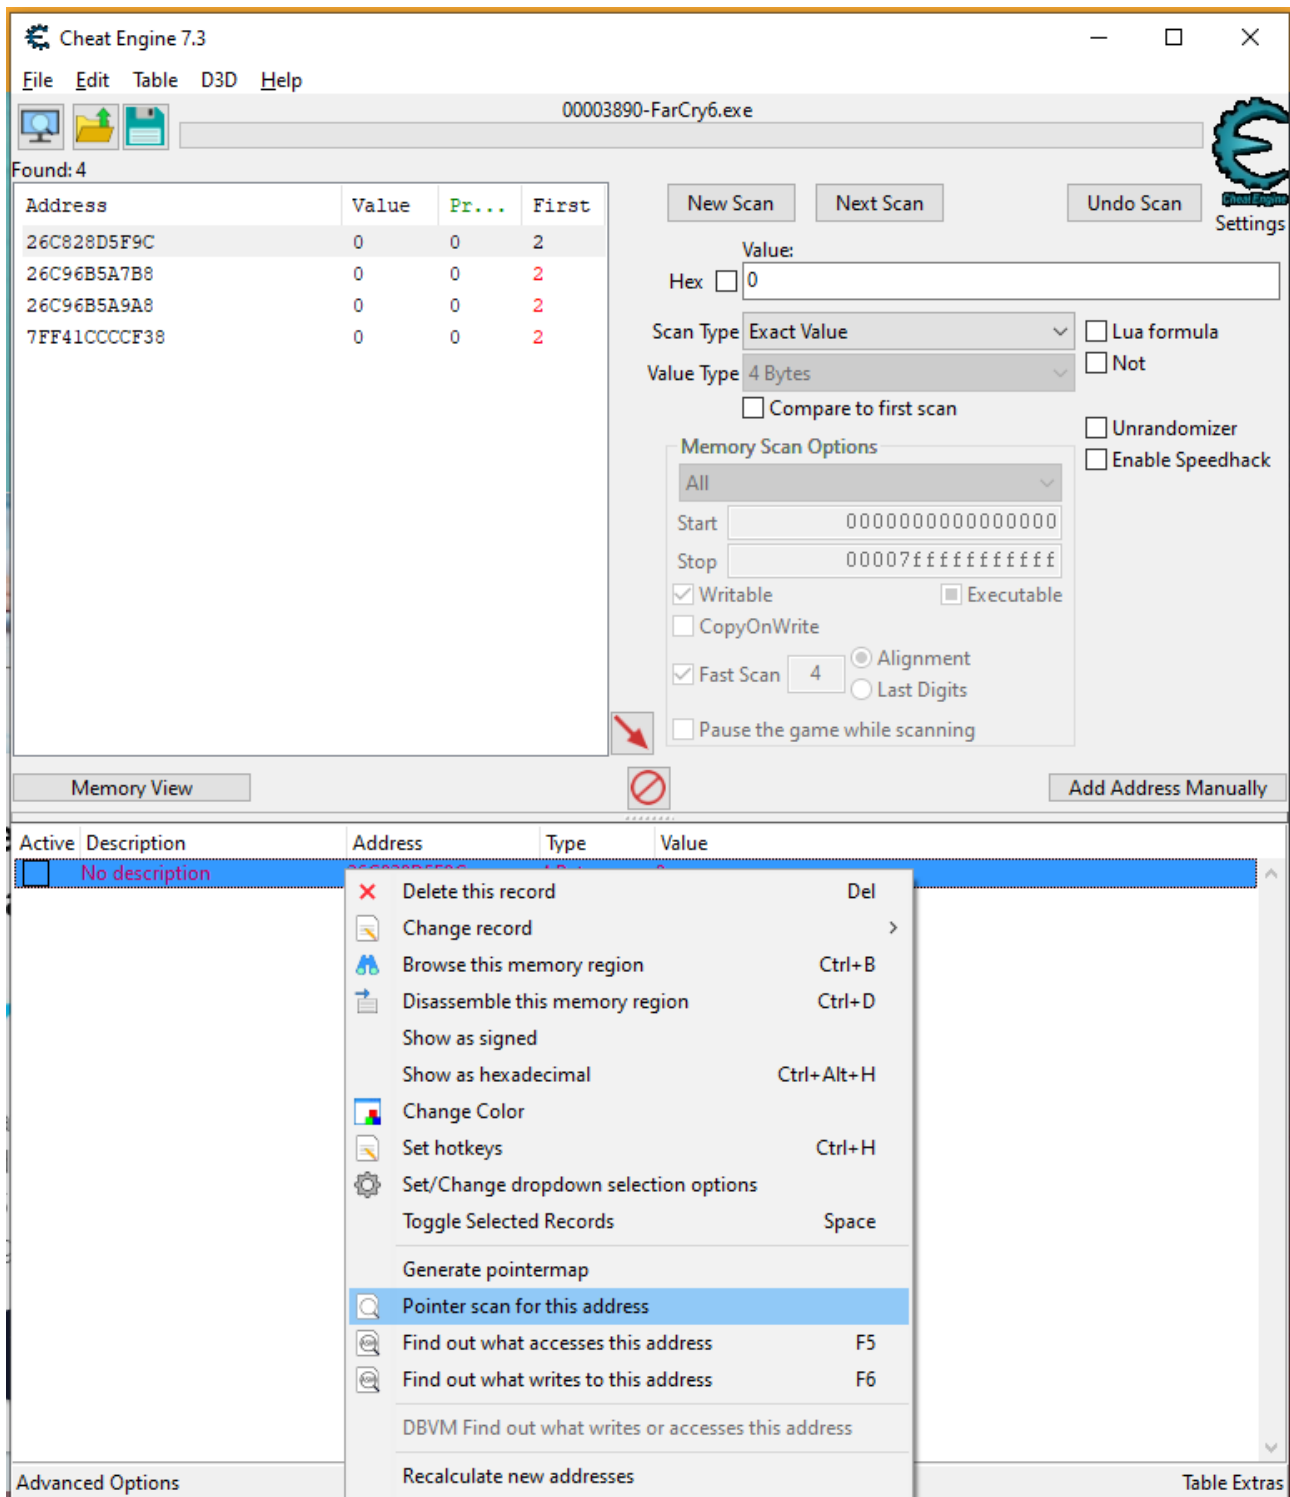 Cheat Engine 7.3
File Edit Table D3D Help
00003890-FarCry6.exe
Found: 4
Address Value Pr... First
26C828D5F9C 0 0 2
26C96B5A7B8 0 0 2
26C96B5A9A8 0 0 2
7FF41CCCCF38 0 0 2
New Scan Next Scan Undo Scan
Cheat Engine
Settings
Value:
Hex 0
Scan Type Exact Value Lua formula
Value Type 4 Bytes Not
Compare to first scan
Unrandomizer
Enable Speedhack
Memory Scan Options
All
Start 0000000000000000
Stop 00007fffffffffff
Writable Executable
CopyOnWrite
Fast Scan 4 Alignment
Last Digits
Pause the game while scanning
Memory View Add Address Manually
Active Description Address Type Value
No description
Delete this record Del
Change record
Browse this memory region Ctrl+B
Disassemble this memory region Ctrl+D
Show as signed
Show as hexadecimal Ctrl+Alt+H
Change Color
Set hotkeys Ctrl+H
Set/Change dropdown selection options
Toggle Selected Records Space
Generate pointermap
Pointer scan for this address
Find out what accesses this address F5
Find out what writes to this address F6
DBVM Find out what writes or accesses this address
Recalculate new addresses
Advanced Options Table Extras